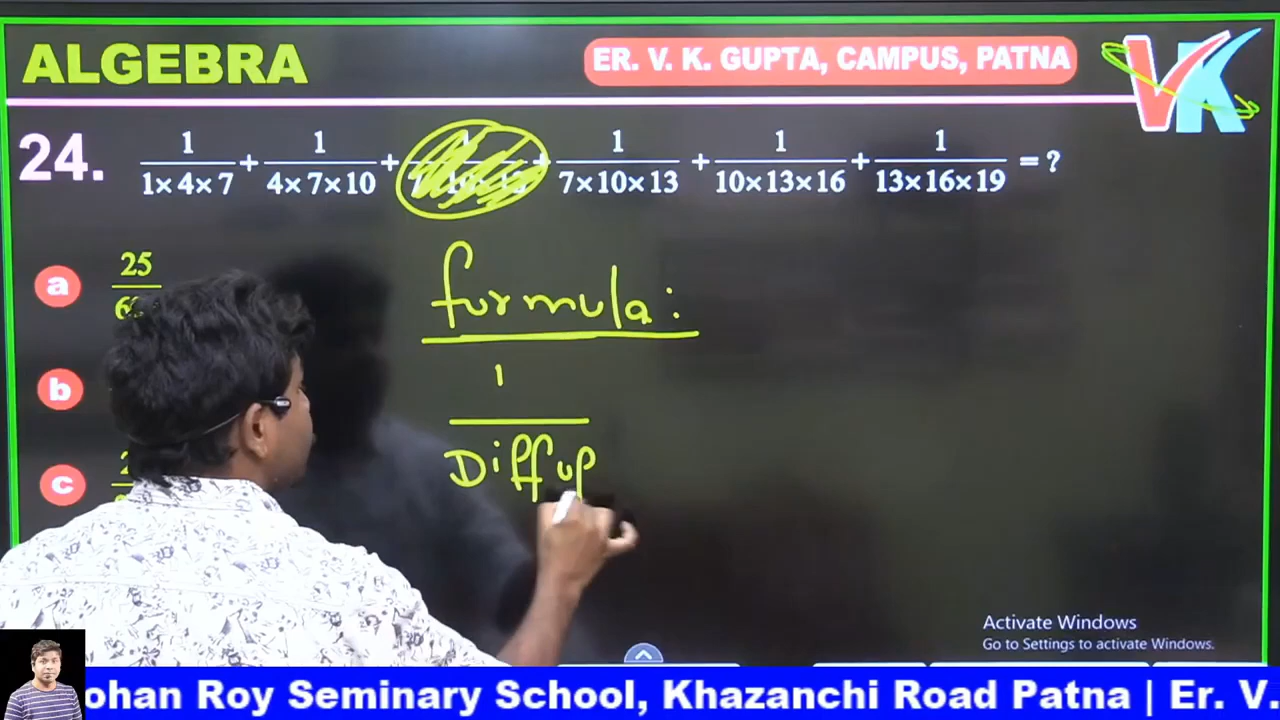 ALGEBRA
ER. V. K. GUPTA, CAMPUS, PATNA
VK
24. 1/(1×4×7) + 1/(4×7×10) + + 1/(7×10×13) + 1/(10×13×16) + 1/(13×16×19) = ?
formula:
a 25
1
b
Diff of
c
Activate Windows
Go to Settings to activate Windows.
ohan Roy Seminary School, Khazanchi Road Patna | Er. V.